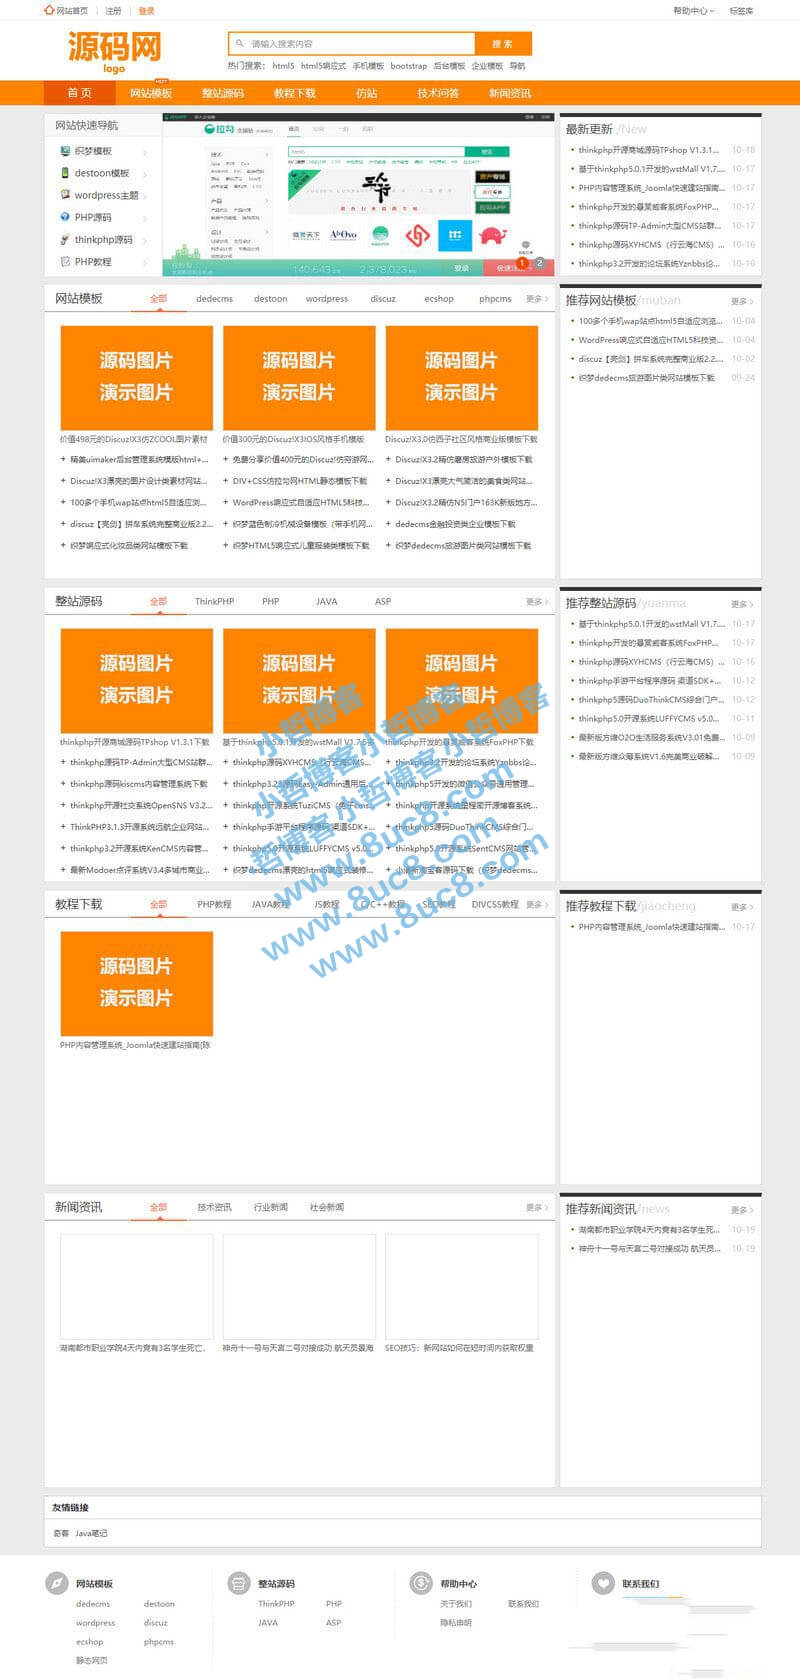 网站首页 注册 登录 帮助中心 标签库
源码网
logo
请输入搜索内容 搜 索
热门搜索： html5 html5响应式 手机模板 bootstrap 后台模板 企业模板 导航
首 页 网站模板 HOT 整站源码 教程下载 仿站 技术问答 新闻资讯
网站快速导航
织梦模板
destoon模板
wordpress主题
PHP源码
thinkphp源码
PHP教程
拉勾
140,643 2,378,023 登录
1 2
最新更新 /New
thinkphp开源商城源码TPshop V1.3.1... 10-18
基于thinkphp5.0.1开发的wstMall V1.7... 10-17
PHP内容管理系统_Joomla快速建站指南... 10-17
thinkphp开发的悬赏威客系统FoxPHP... 10-17
thinkphp源码TP-Admin大型CMS站群... 10-16
thinkphp源码XYHCMS（行云海CMS）... 10-16
thinkphp3.2开发的论坛系统Yznbbs论... 10-16
网站模板 全部 dedecms destoon wordpress discuz ecshop phpcms 更多
源码图片 源码图片 源码图片
演示图片 演示图片 演示图片
价值498元的Discuz!X3仿ZCOOL图片素材 价值300元的Discuz!X3IOS风格手机模版 Discuz!X3.0仿西子社区风格商业版模板下载
+ 精美uimaker后台管理系统模版html+... + 免费分享价值400元的Discuz!仿穷游网... + Discuz!X3.2精仿磨房旅游户外模板下载
+ Discuz!X3漂亮的图片设计类素材网站... + DIV+CSS仿拉勾网HTML静态模板下载 + Discuz!X3漂亮大气简洁的美食类网站...
+ 100多个手机wap站点html5自适应浏... + WordPress响应式自适应HTML5科技... + Discuz!X3.2精仿N5门户163K新版地方...
+ discuz【亮剑】拼车系统完整商业版2.2... + 织梦蓝色制冷机械设备模板（带手机网... + dedecms金融投资类企业模板下载
+ 织梦响应式化妆品类网站模板下载 + 织梦HTML5响应式儿童服装类模板下载 + 织梦dedecms旅游图片类网站模板下载
推荐网站模板/muban 更多
100多个手机wap站点html5自适应浏览... 10-04
WordPress响应式自适应HTML5科技资... 10-04
discuz【亮剑】拼车系统完整商业版2.2... 10-02
织梦dedecms旅游图片类网站模板下载 09-24
整站源码 全部 ThinkPHP PHP JAVA ASP 更多
源码图片 源码图片 源码图片
演示图片 演示图片 演示图片
thinkphp开源商城源码TPshop V1.3.1下载 基于thinkphp5.0.1开发的wstMall V1.7.5多 thinkphp开发的悬赏威客系统FoxPHP下载
+ thinkphp源码TP-Admin大型CMS站群... + thinkphp源码XYHCMS（行云海CMS... + thinkphp3.2开发的论坛系统Yznbbs论...
+ thinkphp源码kiscms内容管理系统下载 + thinkphp3.23源码Easy-Admin通用后... + thinkphp5开发的微信公众号通用管理...
+ thinkphp开源社交系统OpenSNS V3.2... + thinkphp开源系统TuziCMS + thinkphp开源系统
+ ThinkPHP3.1.3开源系统远航企业网站... + thinkphp手游平台程序源码 渠道SDK+... + thinkphp5源码DuoThinkCMS综合门...
+ thinkphp3.2开源系统KenCMS内容管... + thinkphp5.0开源系统LUFFYCMS v5.0... + thinkphp5.0开源系统SentCMS网站管...
+ 最新Modoer点评系统V3.4多城市商业... + 织梦dedecms漂亮的html5响应式装修... + 小诸新淘宝客源码下载（织梦dedecms...
推荐整站源码/yuanma 更多
基于thinkphp5.0.1开发的wstMall V1.7.... 10-17
thinkphp开发的悬赏威客系统FoxPHP... 10-17
thinkphp源码XYHCMS（行云海CMS）... 10-16
thinkphp手游平台程序源码 渠道SDK+... 10-12
thinkphp5源码DuoThinkCMS综合门户... 10-12
thinkphp5.0开源系统LUFFYCMS v5.0... 10-11
最新版方维O2O生活服务系统V3.01免费... 10-09
最新版方维众筹系统V1.6完美商业破解... 10-09
小哲博客小哲博客小哲博客
小哲博客小哲博客
www.8uc8.com
www.8uc8.com
教程下载 全部 PHP教程 JAVA教程 JS教程 C/C++教程 SEO教程 DIVCSS教程 更多
源码图片
演示图片
PHP内容管理系统_Joomla快速建站指南[陈
推荐教程下载/jiaocheng 更多
PHP内容管理系统_Joomla快速建站指南... 10-17
新闻资讯 全部 技术资讯 行业新闻 社会新闻 更多
湖南都市职业学院4天内竟有3名学生死亡, 神舟十一号与天宫二号对接成功 航天员景海 SEO技巧：新网站如何在短时间内获取权重
推荐新闻资讯/news 更多
湖南都市职业学院4天内竟有3名学生死... 10-19
神舟十一号与天宫二号对接成功 航天员... 10-19
友情链接
奇客 Java笔记
网站模板 整站源码 帮助中心 联系我们
dedecms destoon ThinkPHP PHP 关于我们 联系我们
wordpress discuz JAVA ASP 隐私申明
ecshop phpcms
静态网页